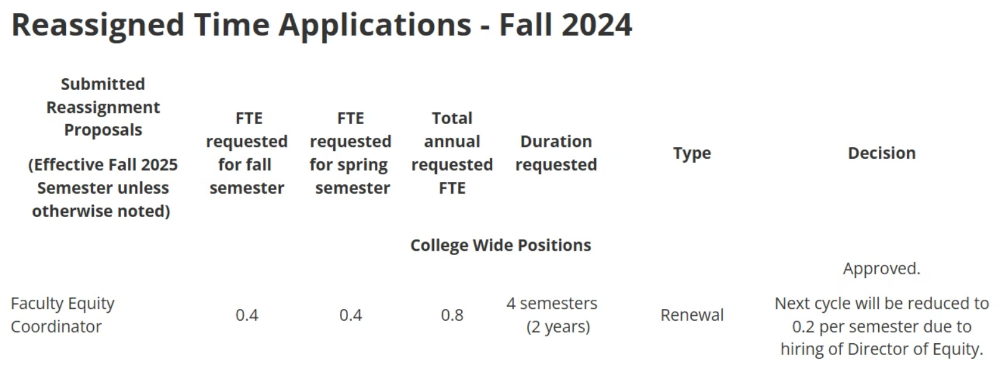 Reassigned Time Applications - Fall 2024
Submitted
Reassignment
Proposals
(Effective Fall 2025
Semester unless
otherwise noted)
FTE
requested
for fall
semester
FTE
requested
for spring
semester
Total
annual
requested
FTE
Duration
requested
Type
Decision
College Wide Positions
Faculty Equity
Coordinator
0.4
0.4
0.8
4 semesters
(2 years)
Renewal
Approved.
Next cycle will be reduced to
0.2 per semester due to
hiring of Director of Equity.